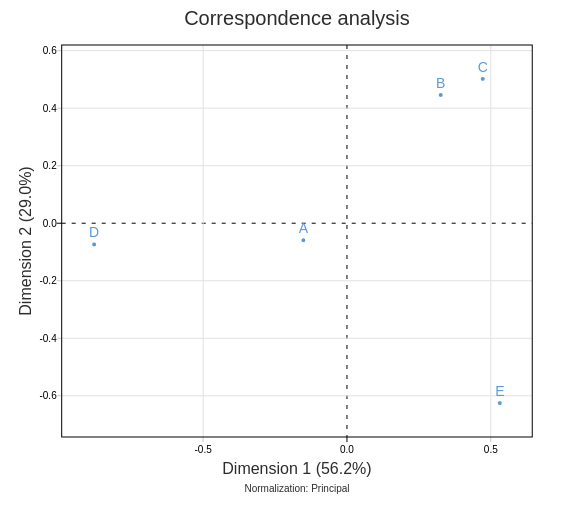 Correspondence analysis
0.6
0.4
0.2
0.0
-0.2
-0.4
-0.6
Dimension 2 (29.0%)
C
B
A
D
E
-0.5
0.0
0.5
Dimension 1 (56.2%)
Normalization: Principal